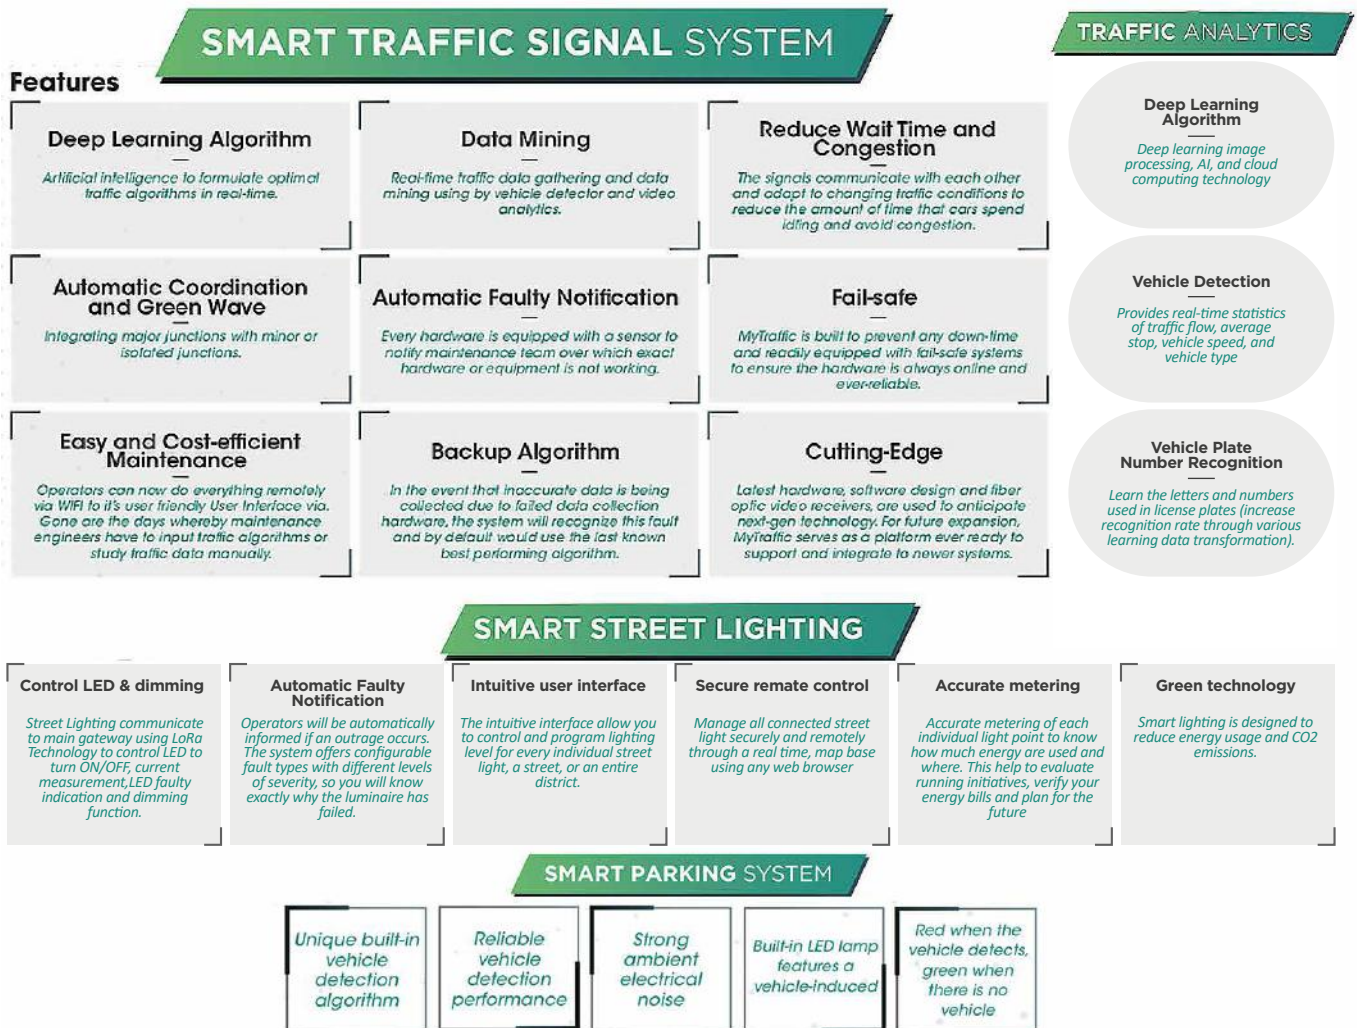 SMART TRAFFIC SIGNAL SYSTEM
Features
Deep Learning Algorithm
Artificial intelligence to formulate optimal
traffic algorithms in real-time.
Data Mining
Real-time traffic data gathering and data
mining using by vehicle detector and video
analytics.
Reduce Wait Time and
Congestion
The signals communicate with each other
and adapt to changing traffic conditions to
reduce the amount of time that cars spend
idling and avoid congestion.
Automatic Coordination
and Green Wave
Integrating major junctions with minor or
isolated junctions.
Automatic Faulty Notification
Every hardware is equipped with a sensor to
notify maintenance team over which exact
hardware or equipment is not working.
Fail-safe
MyTraffic is built to prevent any down-time
and readily equipped with fail-safe systems
to ensure the hardware is always online and
ever-reliable.
Easy and Cost-efficient
Maintenance
Operators can now do everything remotely
via WIFI to it's user friendly User Interface via.
Gone are the days whereby maintenance
engineers have to input traffic algorithms or
study traffic data manually.
Backup Algorithm
In the event that inaccurate data is being
collected due to failed data collection
hardware, the system will recognize this fault
and by default would use the last known
best performing algorithm.
Cutting-Edge
Latest hardware, software design and fiber
optic video receivers, are used to anticipate
next-gen technology. For future expansion,
MyTraffic serves as a platform ever ready to
support and integrate to newer systems.
TRAFFIC ANALYTICS
Deep Learning
Algorithm
Deep learning image
processing, AI, and cloud
computing technology
Vehicle Detection
Provides real-time statistics
of traffic flow, average
stop, vehicle speed, and
vehicle type
Vehicle Plate
Number Recognition
Learn the letters and numbers
used in license plates (increase
recognition rate through various
learning data transformation).
SMART STREET LIGHTING
Control LED & dimming
Street Lighting communicate
to main gateway using LoRa
Technology to control LED to
turn ON/OFF, current
measurement,LED faulty
indication and dimming
function.
Automatic Faulty
Notification
Operators will be automatically
informed if an outrage occurs.
The system offers configurable
fault types with different levels
of severity, so you will know
exactly why the luminaire has
failed.
Intuitive user interface
The intuitive interface allow you
to control and program lighting
level for every individual street
light, a street, or an entire
district.
Secure remate control
Manage all connected street
light securely and remotely
through a real time, map base
using any web browser
Accurate metering
Accurate metering of each
individual light point to know
how much energy are used and
where. This help to evaluate
running initiatives, verify your
energy bills and plan for the
future
Green technology
Smart lighting is designed to
reduce energy usage and CO2
emissions.
SMART PARKING SYSTEM
Unique built-in
vehicle
detection
algorithm
Reliable
vehicle
detection
performance
Strong
ambient
electrical
noise
Built-in LED lamp
features a
vehicle-induced
Red when the
vehicle detects,
green when
there is no
vehicle